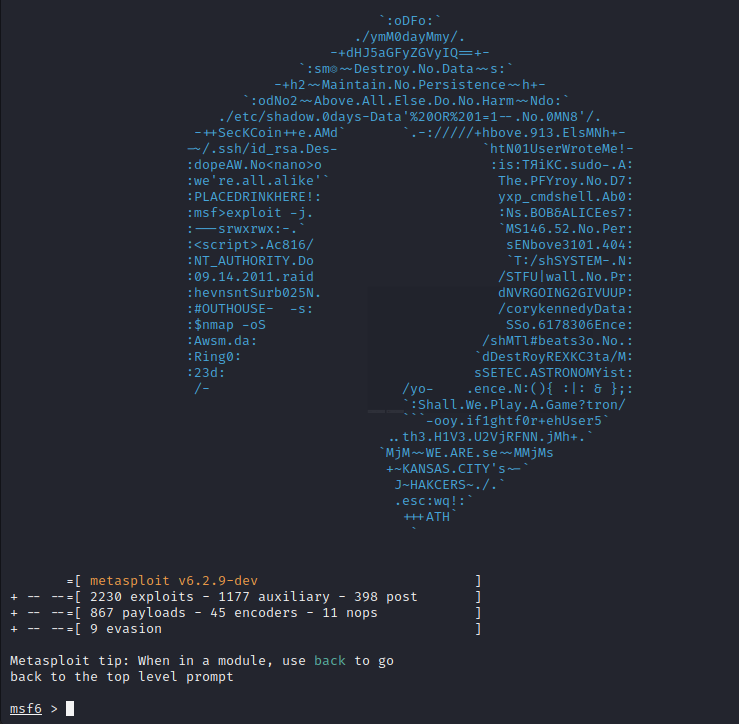 `:oDFo:`
./ymM0dayMmy/.
-+dHJ5aGFyZGVyIQ==+-
`:sm⏣~~Destroy.No.Data~~s:`
-+h2~~Maintain.No.Persistence~~h+-
`:odNo2~~Above.All.Else.Do.No.Harm~~Ndo:`
./etc/shadow.0days-Data'%20OR%201=1--.No.0MN8'/.
-++SecKCoin++e.AMd` `.-://///+hbove.913.ElsMNh+-
-~/.ssh/id_rsa.Des- `htN01UserWroteMe!-
:dopeAW.No<nano>o :is:TЯiKC.sudo-.A:
:we're.all.alike'` The.PFYroy.No.D7:
:PLACEDRINKHERE!: yxp_cmdshell.Ab0:
:msf>exploit -j. :Ns.BOB&ALICEes7:
:---srwxrwx:-.` `MS146.52.No.Per:
:<script>.Ac816/ sENbove3101.404:
:NT_AUTHORITY.Do `T:/shSYSTEM-.N:
:09.14.2011.raid /STFU|wall.No.Pr:
:hevnsntSurb025N. dNVRGOING2GIVUUP:
:#OUTHOUSE- -s: /corykennedyData:
:$nmap -oS SSo.6178306Ence:
:Awsm.da: /shMTl#beats3o.No.:
:Ring0: `dDestRoyREXKC3ta/M:
:23d: sSETEC.ASTRONOMYist:
/- /yo- .ence.N:(){ :|: & };:
`:Shall.We.Play.A.Game?tron/
```-ooy.if1ghtf0r+ehUser5`
..th3.H1V3.U2VjRFNN.jMh+.`
`MjM~~WE.ARE.se~~MMjMs
+~KANSAS.CITY's~-`
J~HAKCERS~./.`
.esc:wq!:`
+++ATH`
`
=[ metasploit v6.2.9-dev ]
+ -- --=[ 2230 exploits - 1177 auxiliary - 398 post ]
+ -- --=[ 867 payloads - 45 encoders - 11 nops ]
+ -- --=[ 9 evasion ]
Metasploit tip: When in a module, use back to go
back to the top level prompt
msf6 >